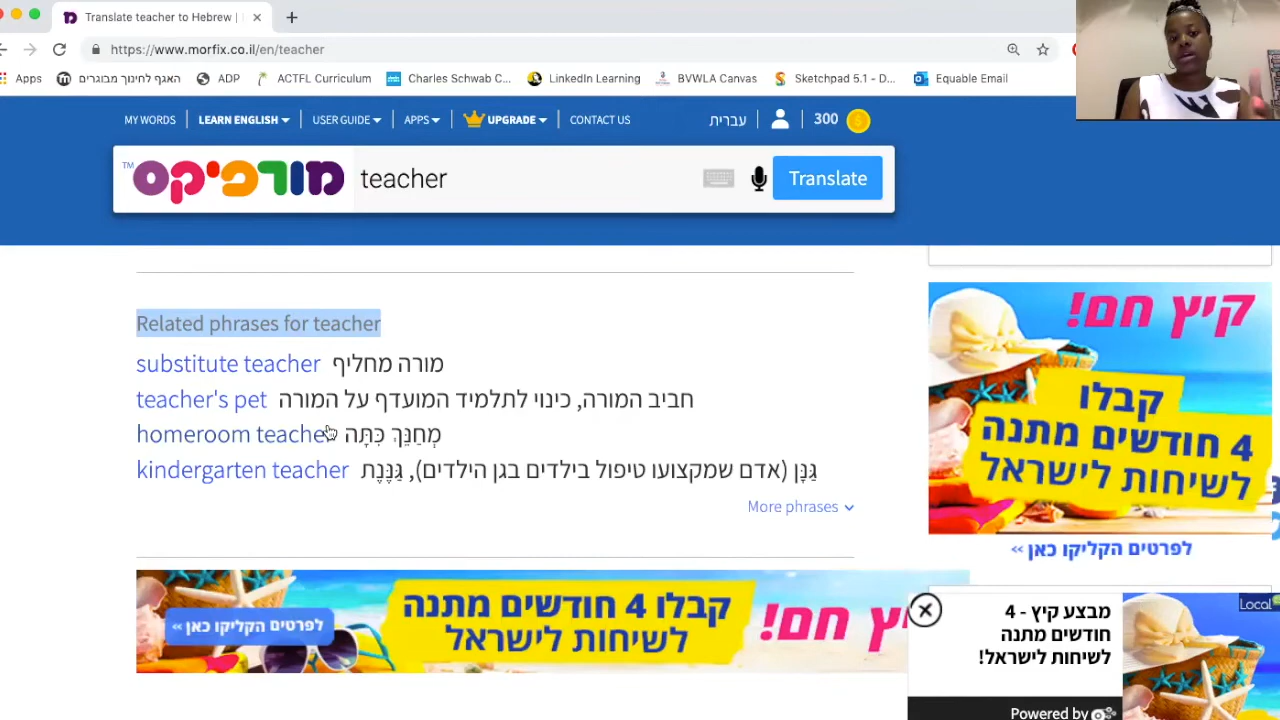 Translate teacher to Hebrew |
https://www.morfix.co.il/en/teacher
Apps האגף לחינוך מבוגרים ADP ACTFL Curriculum Charles Schwab C... LinkedIn Learning BVWLA Canvas Sketchpad 5.1 - D... Equable Email
MY WORDS LEARN ENGLISH USER GUIDE APPS UPGRADE CONTACT US עברית 300
מורפיקס TM teacher Translate
Related phrases for teacher
substitute teacher מורה מחליף
teacher's pet חביב המורה, כינוי לתלמיד המועדף על המורה
homeroom teacher מְחַנֵּךְ כִּתָּה
kindergarten teacher גַּנָּן (אדם שמקצועו טיפול בילדים בגן הילדים), גַּנֶּנֶת
More phrases
קיץ חם!
קבלו
4 חודשים מתנה
לשיחות לישראל
לפרטים הקליקו כאן >>
קיץ חם!
קבלו 4 חודשים מתנה
לשיחות לישראל
לפרטים הקליקו כאן >>
מבצע קיץ - 4
חודשים מתנה
לשיחות לישראל!
Local
Powered by